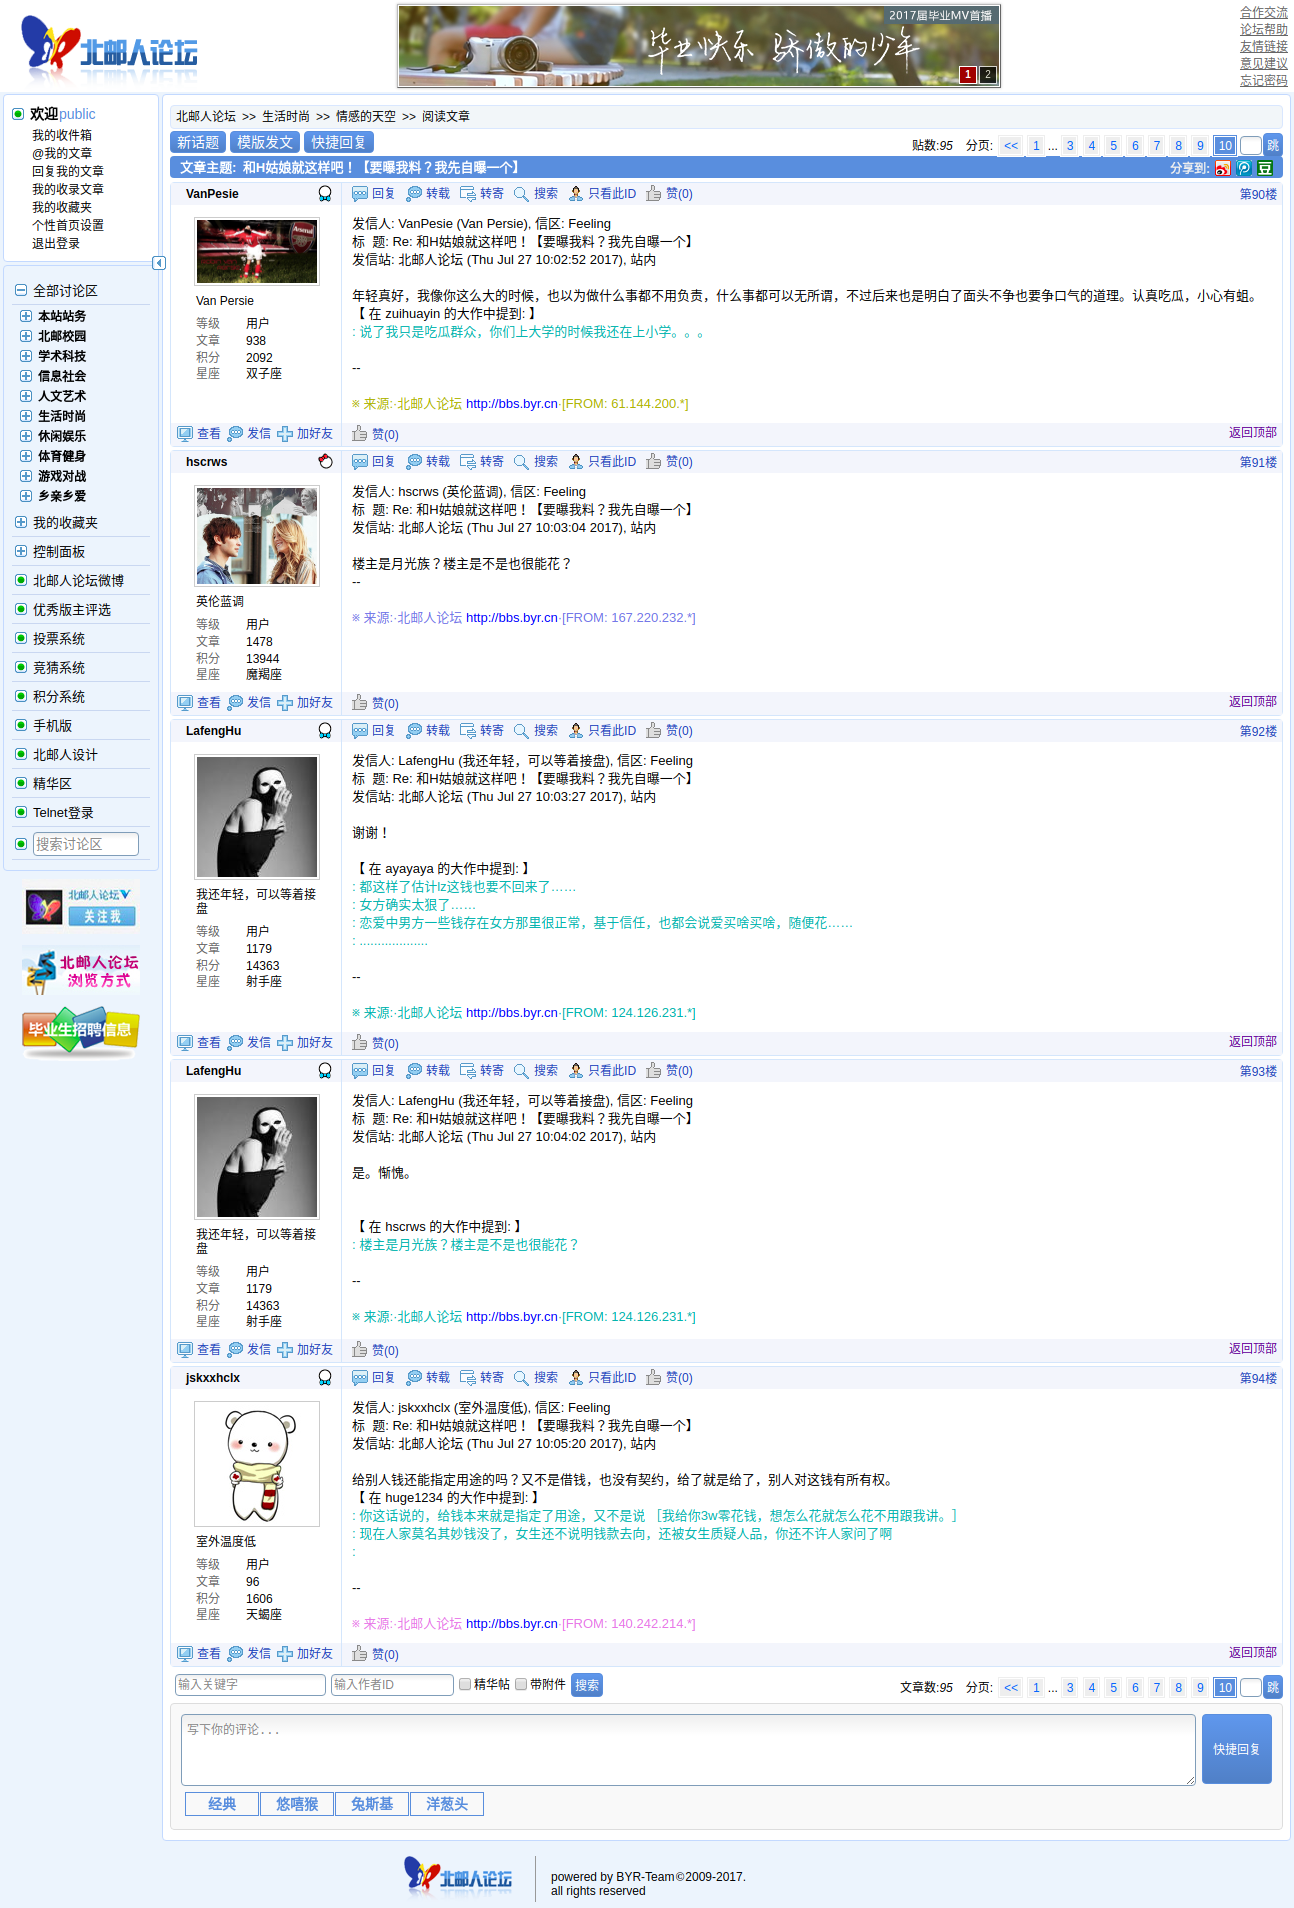 北邮人论坛
2017届毕业MV首播
毕业快乐 骄傲的少年
1 2
合作交流
论坛帮助
友情链接
意见建议
忘记密码
欢迎public
我的收件箱
@我的文章
回复我的文章
我的收录文章
我的收藏夹
个性首页设置
退出登录
全部讨论区
本站站务
北邮校园
学术科技
信息社会
人文艺术
生活时尚
休闲娱乐
体育健身
游戏对战
乡亲乡爱
我的收藏夹
控制面板
北邮人论坛微博
优秀版主评选
投票系统
竞猜系统
积分系统
手机版
北邮人设计
精华区
Telnet登录
搜索讨论区
北邮人论坛
关注我
北邮人论坛
浏览方式
毕业生招聘信息
北邮人论坛 >> 生活时尚 >> 情感的天空 >> 阅读文章
新话题 模版发文 快捷回复
贴数:95 分页: << 1 ... 3 4 5 6 7 8 9 10 跳
文章主题: 和H姑娘就这样吧！【要曝我料？我先自曝一个】 分享到: 豆
VanPesie 回复 转载 转寄 搜索 只看此ID 赞(0) 第90楼
Arsenal
Van Persie
等级 用户
文章 938
积分 2092
星座 双子座
发信人: VanPesie (Van Persie), 信区: Feeling
标 题: Re: 和H姑娘就这样吧！【要曝我料？我先自曝一个】
发信站: 北邮人论坛 (Thu Jul 27 10:02:52 2017), 站内
年轻真好，我像你这么大的时候，也以为做什么事都不用负责，什么事都可以无所谓，不过后来也是明白了面头不争也要争口气的道理。认真吃瓜，小心有蛆。
【 在 zuihuayin 的大作中提到: 】
: 说了我只是吃瓜群众，你们上大学的时候我还在上小学。。。
--
※ 来源:·北邮人论坛 http://bbs.byr.cn·[FROM: 61.144.200.*]
查看 发信 加好友 赞(0) 返回顶部
hscrws 回复 转载 转寄 搜索 只看此ID 赞(0) 第91楼
英伦蓝调
等级 用户
文章 1478
积分 13944
星座 魔羯座
发信人: hscrws (英伦蓝调), 信区: Feeling
标 题: Re: 和H姑娘就这样吧！【要曝我料？我先自曝一个】
发信站: 北邮人论坛 (Thu Jul 27 10:03:04 2017), 站内
楼主是月光族？楼主是不是也很能花？
--
※ 来源:·北邮人论坛 http://bbs.byr.cn·[FROM: 167.220.232.*]
查看 发信 加好友 赞(0) 返回顶部
LafengHu 回复 转载 转寄 搜索 只看此ID 赞(0) 第92楼
我还年轻，可以等着接
盘
等级 用户
文章 1179
积分 14363
星座 射手座
发信人: LafengHu (我还年轻，可以等着接盘), 信区: Feeling
标 题: Re: 和H姑娘就这样吧！【要曝我料？我先自曝一个】
发信站: 北邮人论坛 (Thu Jul 27 10:03:27 2017), 站内
谢谢！
【 在 ayayaya 的大作中提到: 】
: 都这样了估计lz这钱也要不回来了……
: 女方确实太狠了……
: 恋爱中男方一些钱存在女方那里很正常，基于信任，也都会说爱买啥买啥，随便花……
: ...................
--
※ 来源:·北邮人论坛 http://bbs.byr.cn·[FROM: 124.126.231.*]
查看 发信 加好友 赞(0) 返回顶部
LafengHu 回复 转载 转寄 搜索 只看此ID 赞(0) 第93楼
我还年轻，可以等着接
盘
等级 用户
文章 1179
积分 14363
星座 射手座
发信人: LafengHu (我还年轻，可以等着接盘), 信区: Feeling
标 题: Re: 和H姑娘就这样吧！【要曝我料？我先自曝一个】
发信站: 北邮人论坛 (Thu Jul 27 10:04:02 2017), 站内
是。惭愧。
【 在 hscrws 的大作中提到: 】
: 楼主是月光族？楼主是不是也很能花？
--
※ 来源:·北邮人论坛 http://bbs.byr.cn·[FROM: 124.126.231.*]
查看 发信 加好友 赞(0) 返回顶部
jskxxhclx 回复 转载 转寄 搜索 只看此ID 赞(0) 第94楼
室外温度低
等级 用户
文章 96
积分 1606
星座 天蝎座
发信人: jskxxhclx (室外温度低), 信区: Feeling
标 题: Re: 和H姑娘就这样吧！【要曝我料？我先自曝一个】
发信站: 北邮人论坛 (Thu Jul 27 10:05:20 2017), 站内
给别人钱还能指定用途的吗？又不是借钱，也没有契约，给了就是给了，别人对这钱有所有权。
【 在 huge1234 的大作中提到: 】
: 你这话说的，给钱本来就是指定了用途，又不是说 ［我给你3w零花钱，想怎么花就怎么花不用跟我讲。］
: 现在人家莫名其妙钱没了，女生还不说明钱款去向，还被女生质疑人品，你还不许人家问了啊
:
--
※ 来源:·北邮人论坛 http://bbs.byr.cn·[FROM: 140.242.214.*]
查看 发信 加好友 赞(0) 返回顶部
输入关键字 输入作者ID 精华帖 带附件 搜索
文章数:95 分页: << 1 ... 3 4 5 6 7 8 9 10 跳
写下你的评论...
快捷回复
经典 悠嘻猴 兔斯基 洋葱头
北邮人论坛
powered by BYR-Team©2009-2017.
all rights reserved